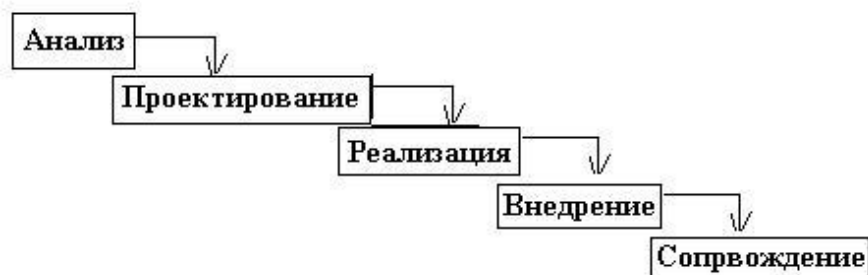 Анализ
Проектирование
Реализация
Внедрение
Сопрвождение